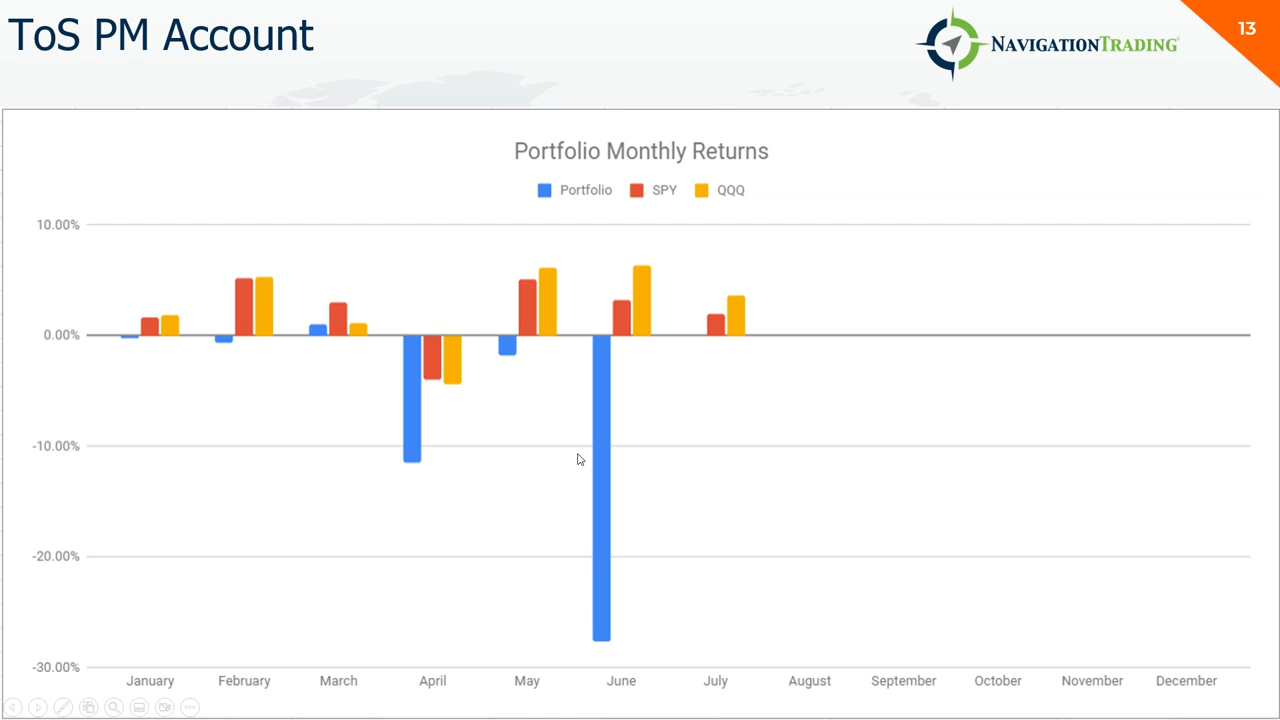 ToS PM Account
NAVIGATIONTRADING®
13
Portfolio Monthly Returns
Portfolio SPY QQQ
10.00%
0.00%
-10.00%
-20.00%
-30.00%
January February March April May June July August September October November December